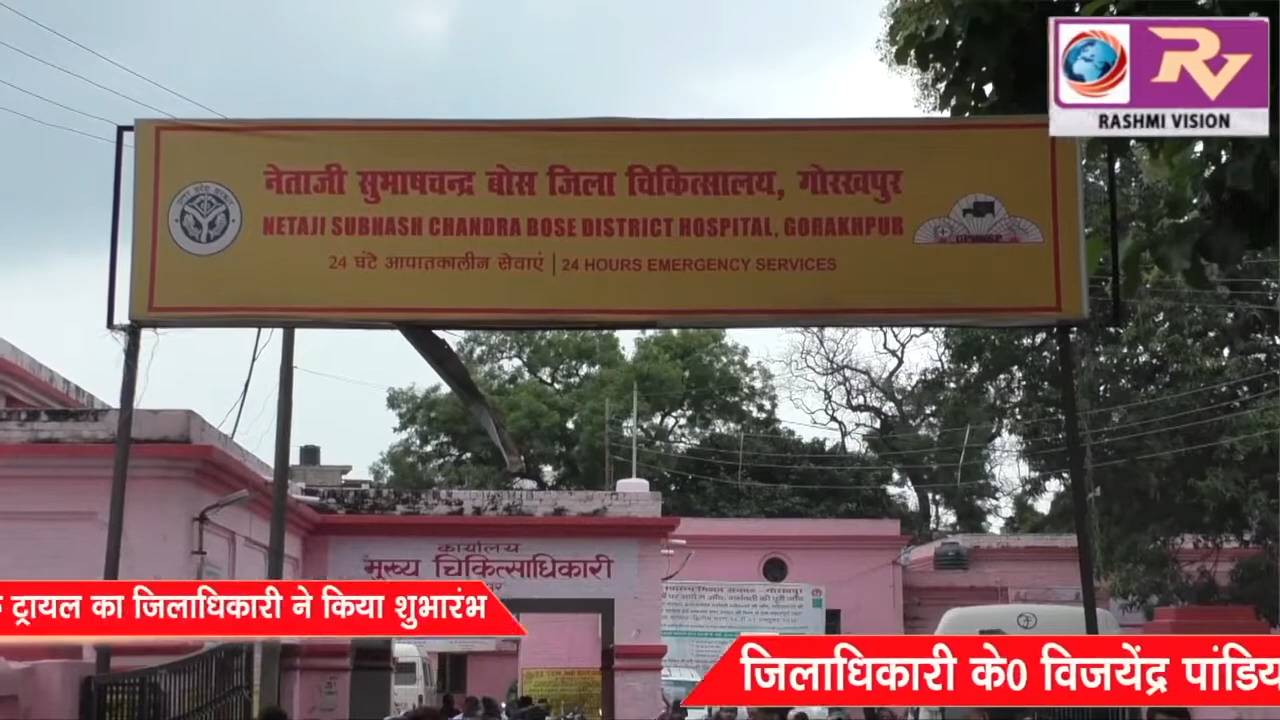 RV
RASHMI VISION
नेताजी सुभाषचन्द्र बोस जिला चिकित्सालय, गोरखपुर
NETAJI SUBHASH CHANDRA BOSE DISTRICT HOSPITAL, GORAKHPUR
24 घंटे आपातकालीन सेवाएं | 24 HOURS EMERGENCY SERVICES
कार्यालय
मुख्य चिकित्साधिकारी
ट्रायल का जिलाधिकारी ने किया शुभारंभ
जिलाधिकारी के0 विजयेंद्र पांडिय